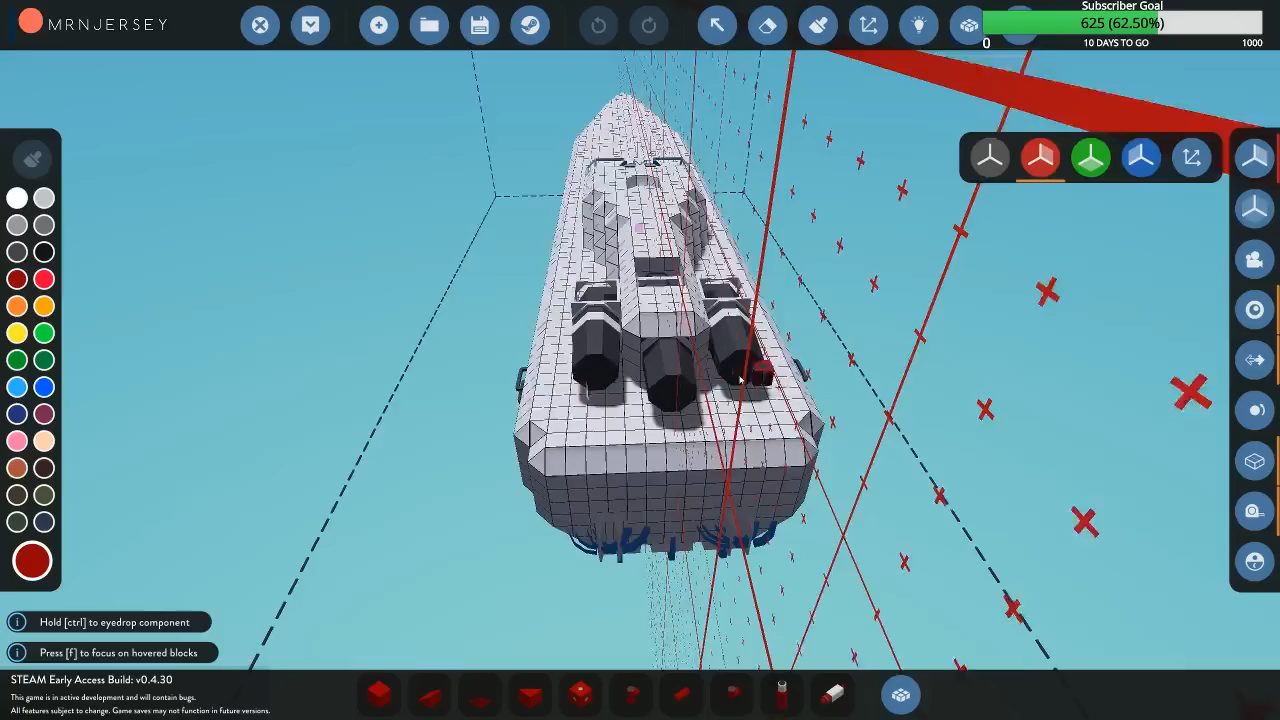 MRNJERSEY
Subscriber Goal
625 (62.50%)
0
10 DAYS TO GO
1000
Hold [ctrl] to eyedrop component
Press [f] to focus on hovered blocks
STEAM Early Access Build: v0.4.30
This game is in active development and will contain bugs.
All features subject to change. Game saves may not function in future versions.